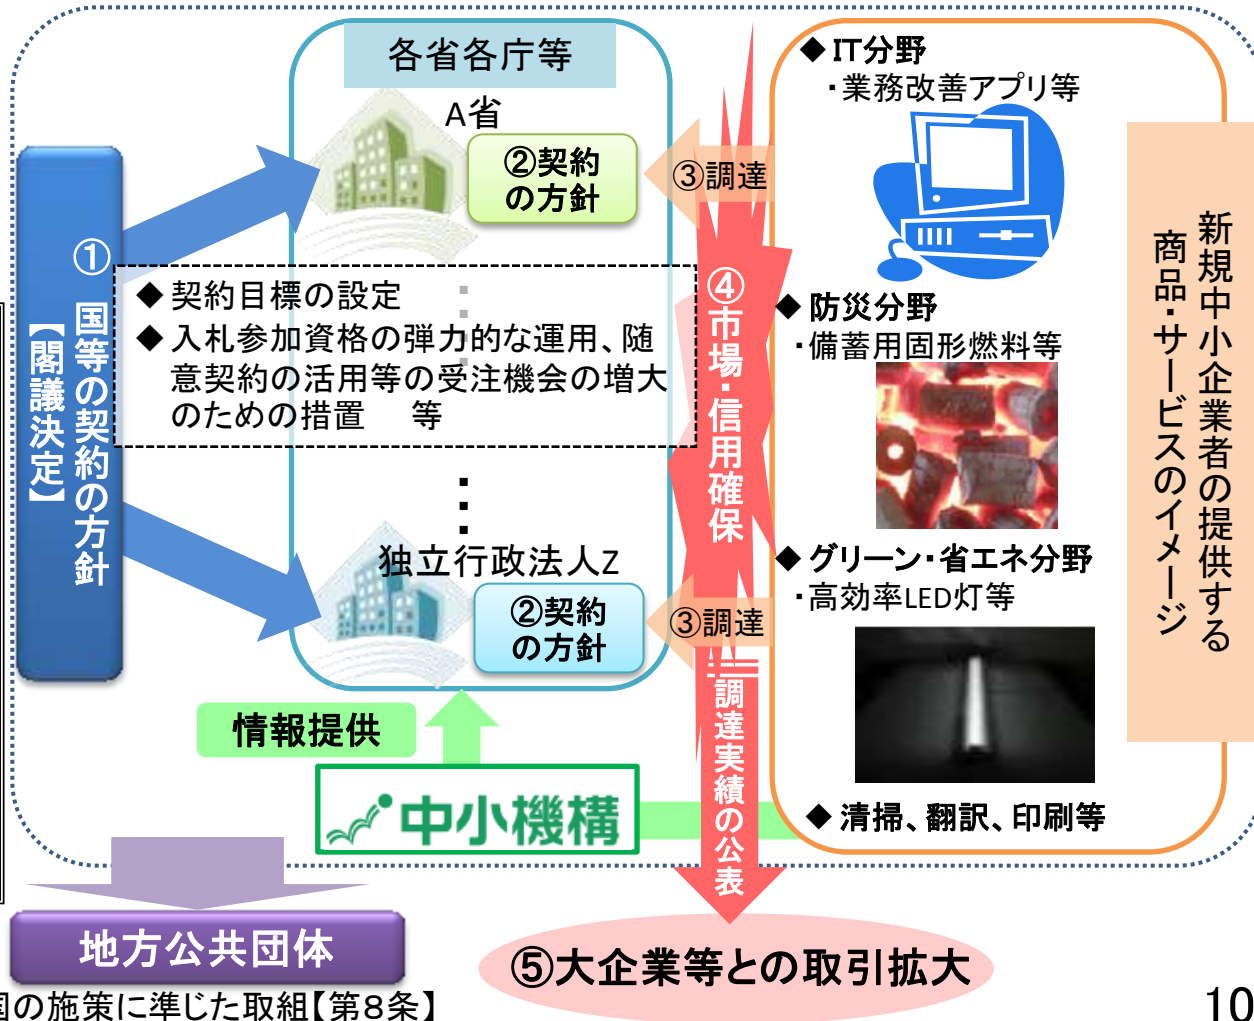 各省各庁等
A省
②契約
の方針
③調達
① 国等の契約の方針
【閣議決定】
◆ 契約目標の設定
◆ 入札参加資格の弾力的な運用、随
意契約の活用等の受注機会の増大
のための措置 等
独立行政法人Z
②契約
の方針
③調達
④市場・信用確保
=調達実績の公表
◆ IT分野
・業務改善アプリ等
◆ 防災分野
・備蓄用固形燃料等
◆ グリーン・省エネ分野
・高効率LED灯等
◆ 清掃、翻訳、印刷等
新規中小企業者の提供する
商品・サービスのイメージ
情報提供
中小機構
地方公共団体
国の施策に準じた取組【第8条】
⑤大企業等との取引拡大
10